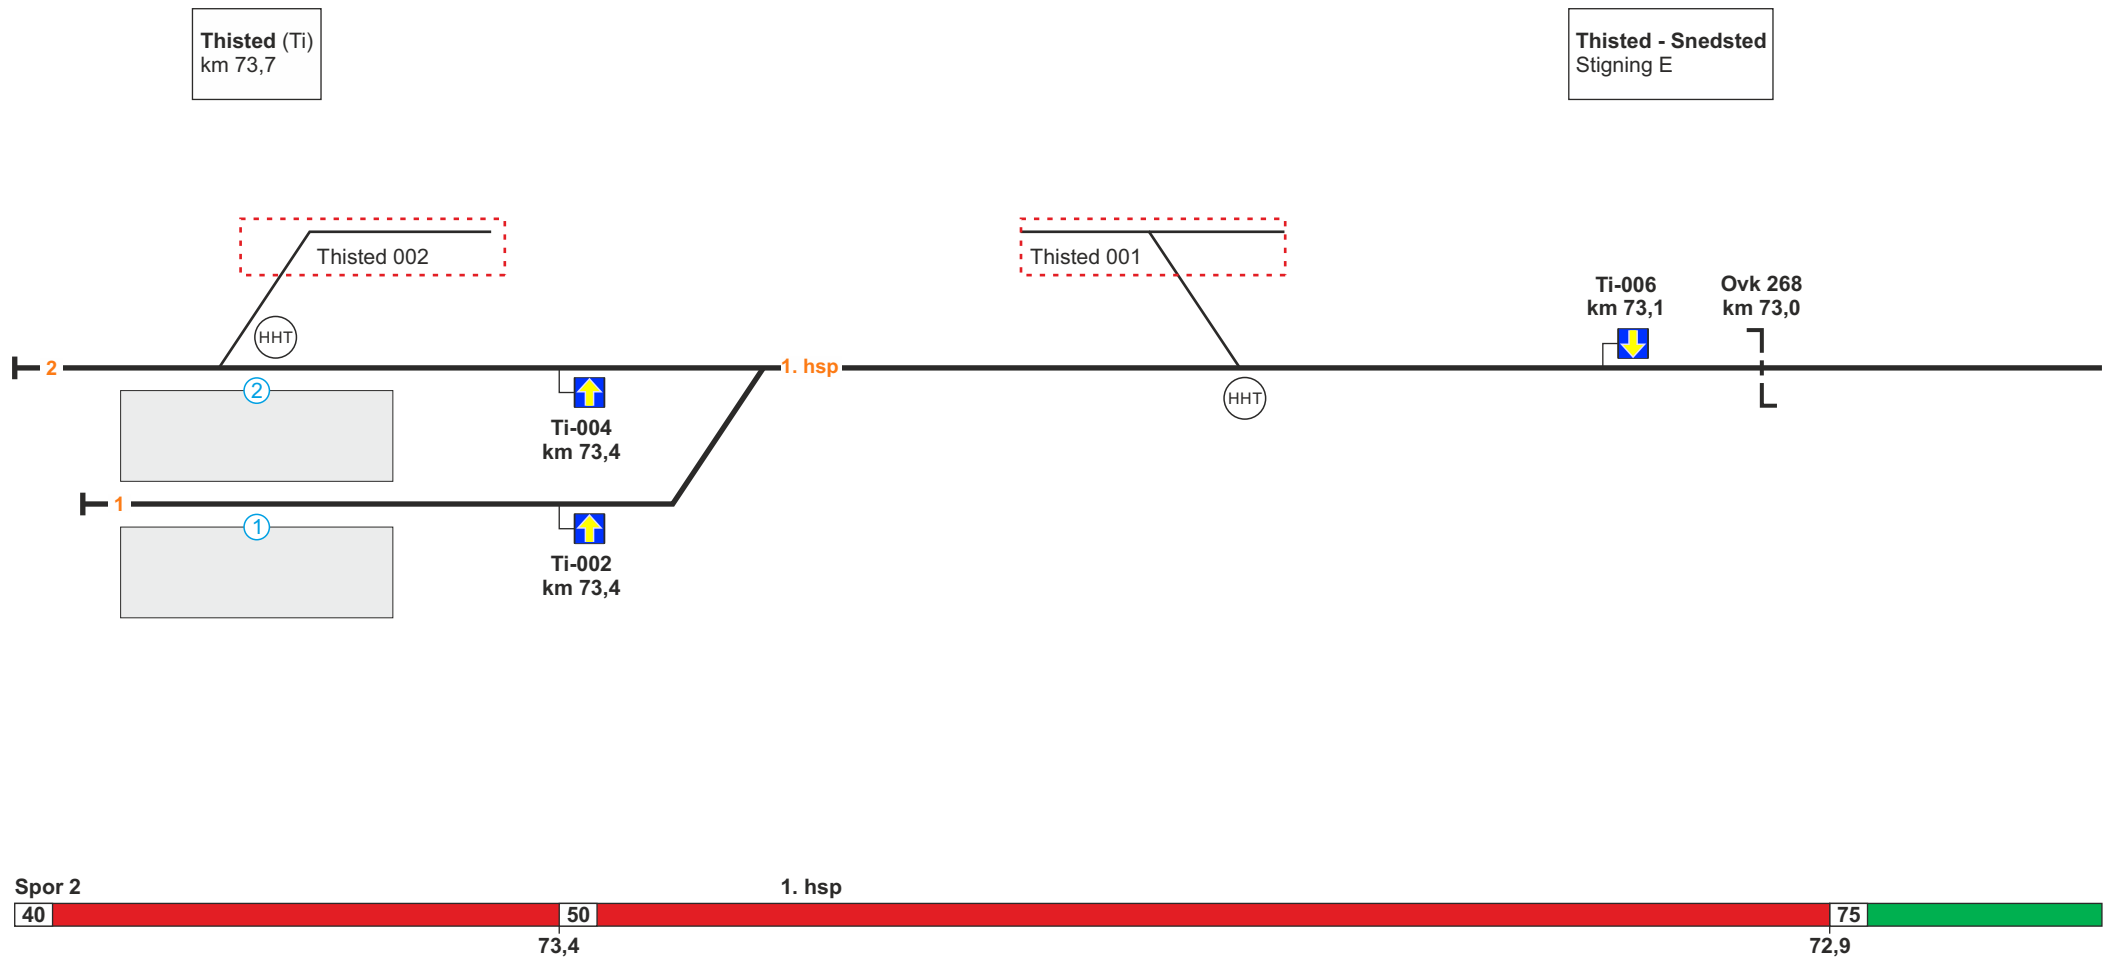 Thisted (Ti)
km 73,7
Thisted - Snedsted
Stigning E
Thisted 002
Thisted 001
HHT
Ti-006
km 73,1
Ovk 268
km 73,0
2
1. hsp
2
HHT
Ti-004
km 73,4
1
1
Ti-002
km 73,4
Spor 2
1. hsp
40
50
75
73,4
72,9